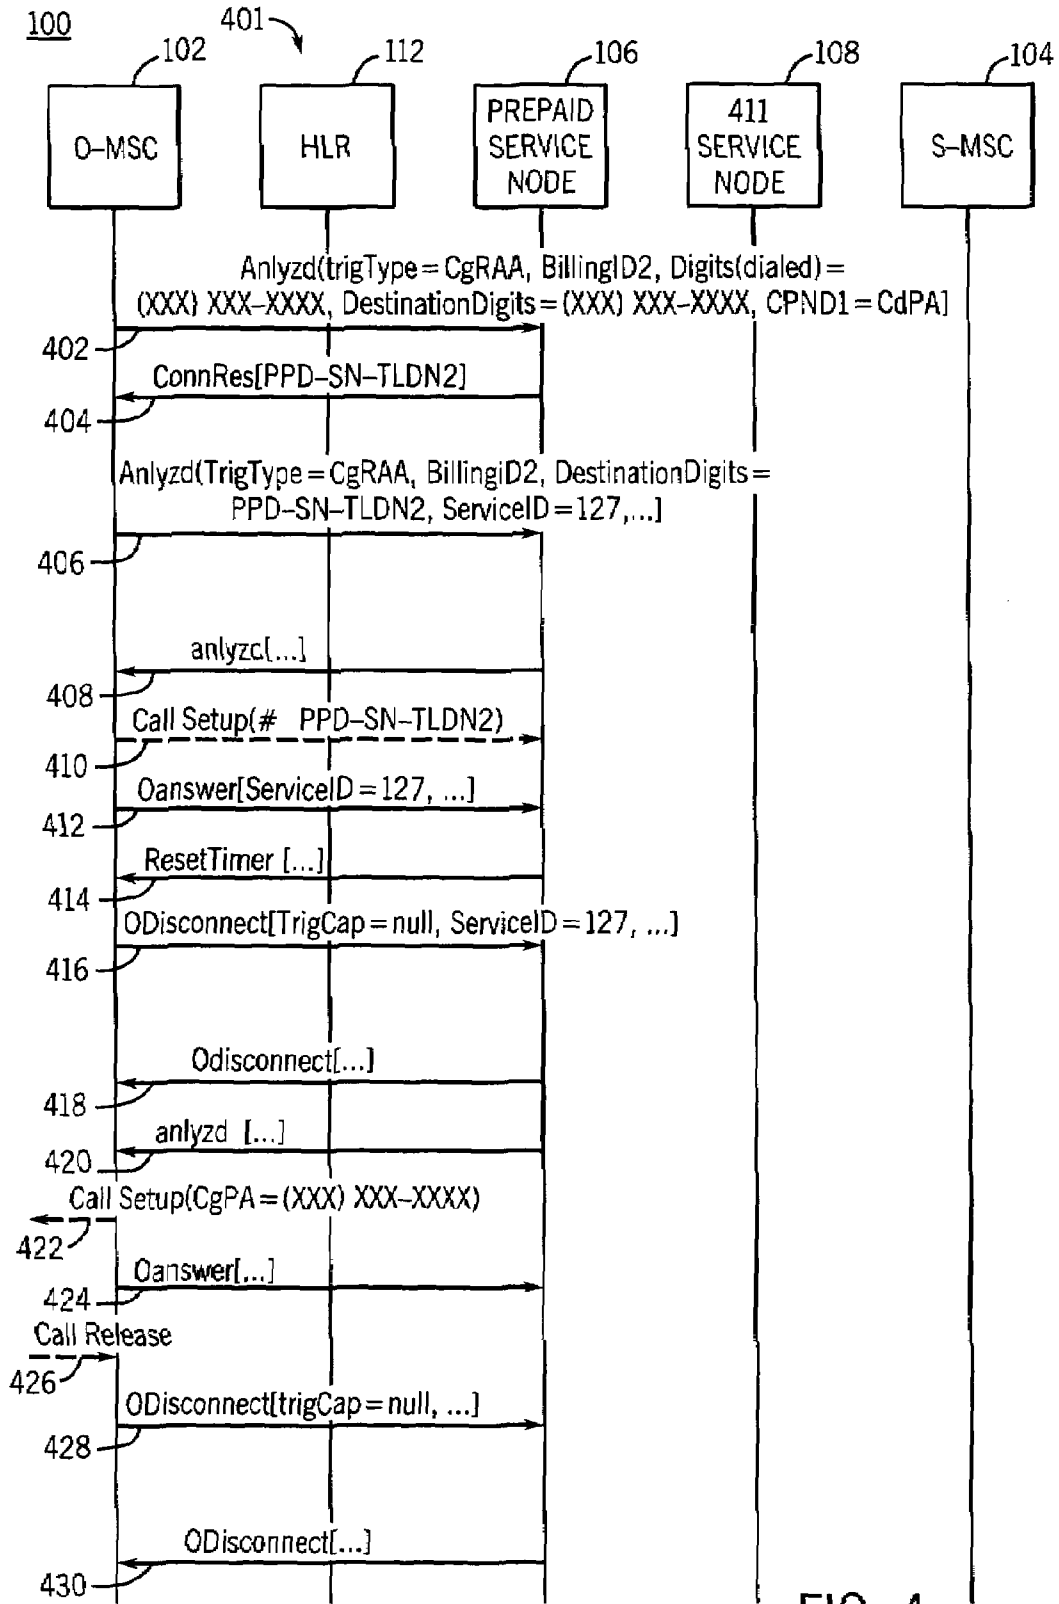 100
401
102
112
106
108
104
O-MSC
HLR
PREPAID
SERVICE
NODE
411
SERVICE
NODE
S-MSC
Anlyzd(trigType=CgRAA, BillingID2, Digits(dialed)=
(XXX) XXX-XXXX, DestinationDigits=(XXX) XXX-XXXX, CPND1=CdPA]
402
ConnRes[PPD-SN-TLDN2]
404
Anlyzd(TrigType=CgRAA, BillingiD2, DestinationDigits=
PPD-SN-TLDN2, ServiceID=127,...]
406
anlyzc[...]
408
Call Setup(# PPD-SN-TLDN2)
410
Oanswer[ServiceID=127, ...]
412
ResetTimer [...]
414
ODisconnect[TrigCap=null, ServiceID=127, ...]
416
Odisconnect[...]
418
anlyzd [...]
420
Call Setup(CgPA=(XXX) XXX-XXXX)
422
Oanswer[...]
424
Call Release
426
ODisconnect[trigCap=null, ...]
428
ODisconnect[...]
430